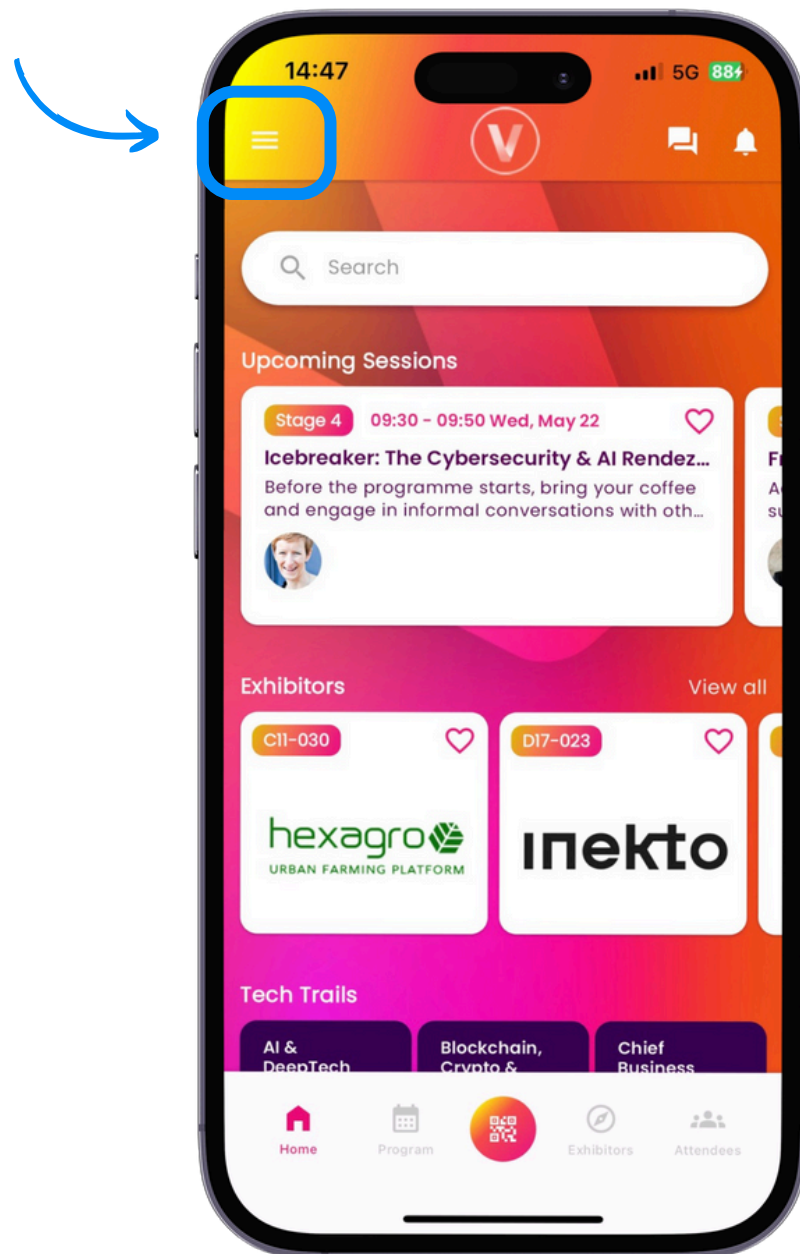 14:47
5G 88
V
Search
Upcoming Sessions
Stage 4 09:30 - 09:50 Wed, May 22
Icebreaker: The Cybersecurity & AI Rendez...
Before the programme starts, bring your coffee
and engage in informal conversations with oth...
Exhibitors View all
C11-030 D17-023
hexagro
URBAN FARMING PLATFORM
inekto
Tech Trails
AI & Blockchain, Chief
DeepTech Crypto & Business
Home Program Exhibitors Attendees